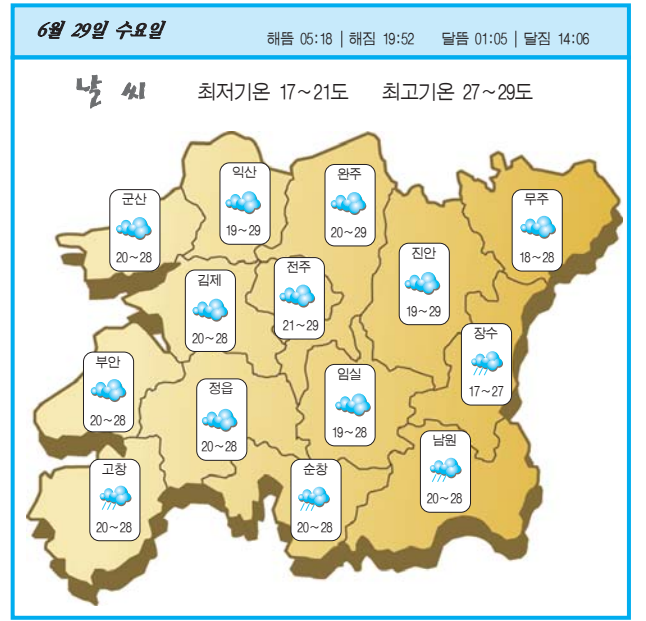 6월 29일 수요일
해뜸 05:18 | 해짐 19:52 달뜸 01:05 | 달짐 14:06
날씨 최저기온 17~21도 최고기온 27~29도
군산
20~28
익산
19~29
완주
20~29
무주
18~28
김제
20~28
전주
21~29
진안
19~29
장수
17~27
부안
20~28
정읍
20~28
임실
19~28
남원
20~28
고창
20~28
순창
20~28